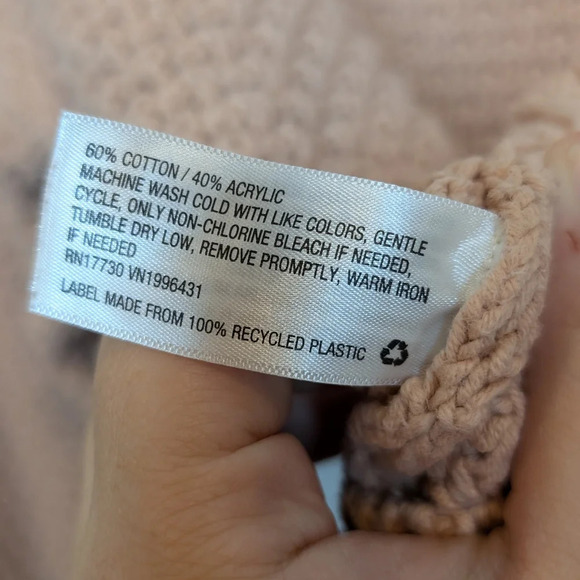 60% COTTON / 40% ACRYLIC
MACHINE WASH COLD WITH LIKE COLORS, GENTLE
CYCLE, ONLY NON-CHLORINE BLEACH IF NEEDED,
TUMBLE DRY LOW, REMOVE PROMPTLY, WARM IRON
IF NEEDED
RN17730 VN1996431
LABEL MADE FROM 100% RECYCLED PLASTIC